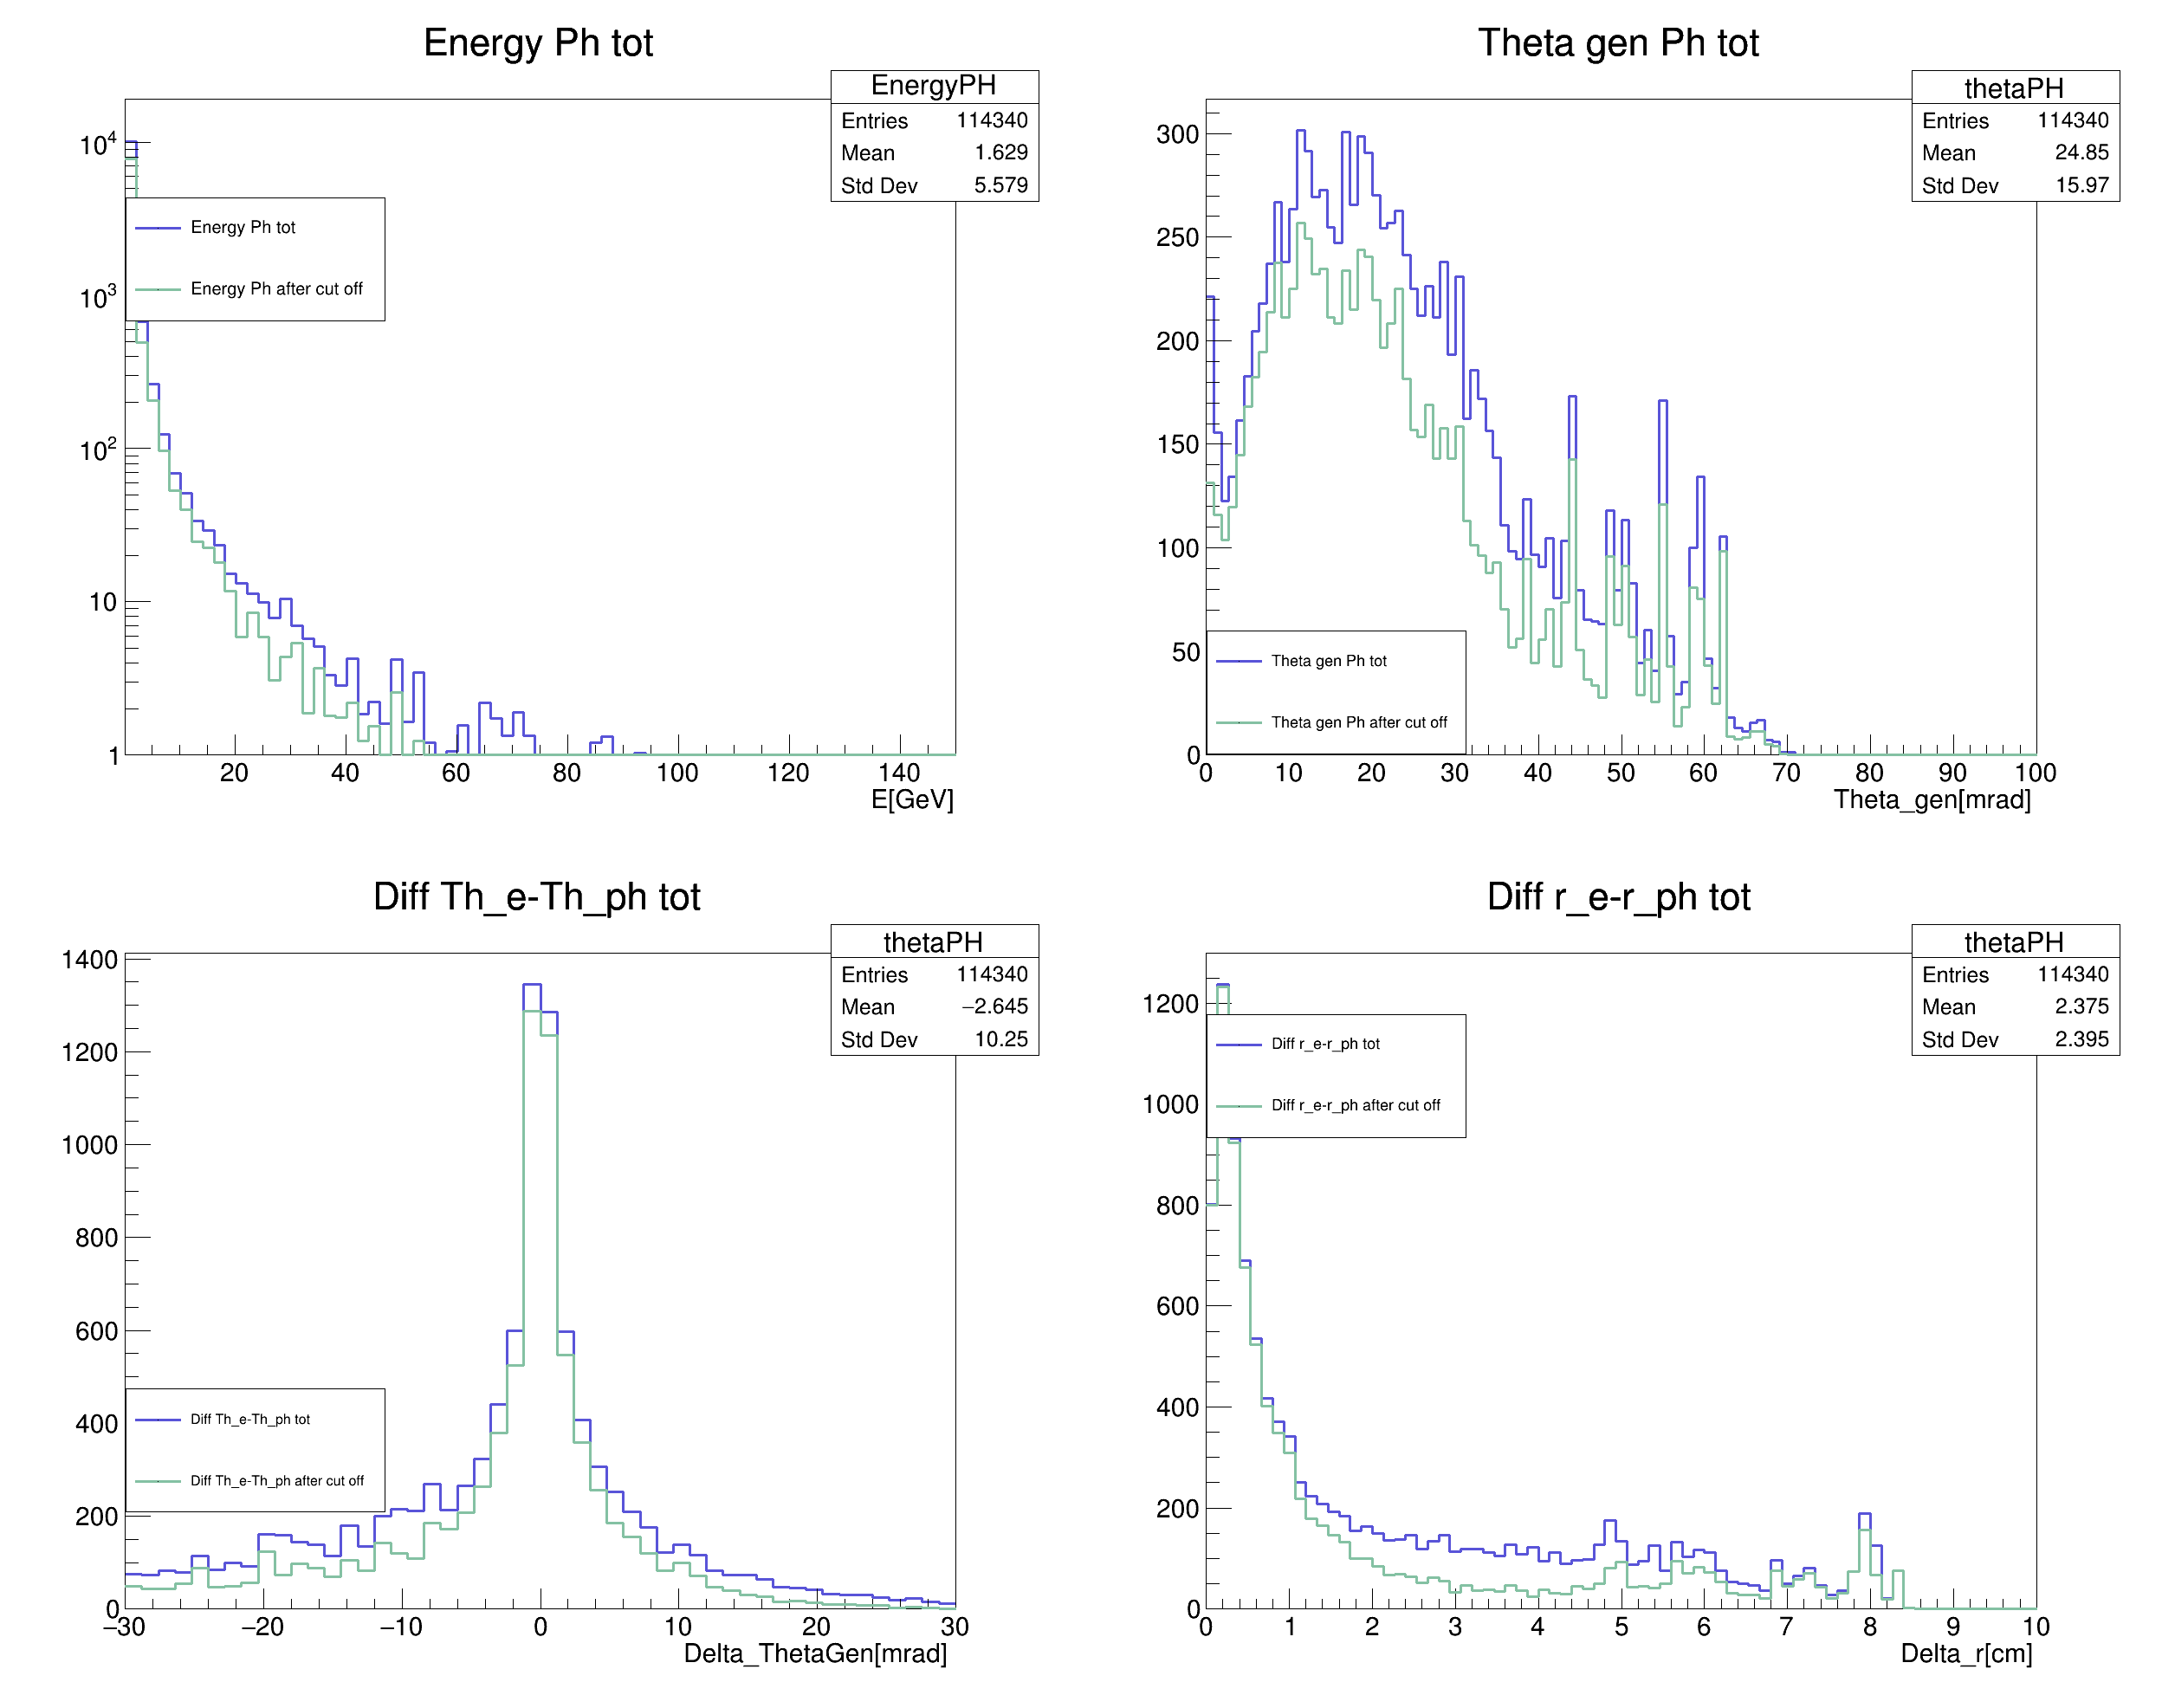 Energy Ph tot
EnergyPH
Entries 114340
Mean 1.629
Std Dev 5.579
Energy Ph tot
Energy Ph after cut off
10^4
10^3
10^2
10
1
20 40 60 80 100 120 140
E[GeV]
Theta gen Ph tot
thetaPH
Entries 114340
Mean 24.85
Std Dev 15.97
300
250
200
150
100
50
0
Theta gen Ph tot
Theta gen Ph after cut off
0 10 20 30 40 50 60 70 80 90 100
Theta_gen[mrad]
Diff Th_e-Th_ph tot
thetaPH
Entries 114340
Mean −2.645
Std Dev 10.25
1400
1200
1000
800
600
400
200
0
Diff Th_e-Th_ph tot
Diff Th_e-Th_ph after cut off
−30 −20 −10 0 10 20 30
Delta_ThetaGen[mrad]
Diff r_e-r_ph tot
thetaPH
Entries 114340
Mean 2.375
Std Dev 2.395
1200
1000
800
600
400
200
0
Diff r_e-r_ph tot
Diff r_e-r_ph after cut off
0 1 2 3 4 5 6 7 8 9 10
Delta_r[cm]